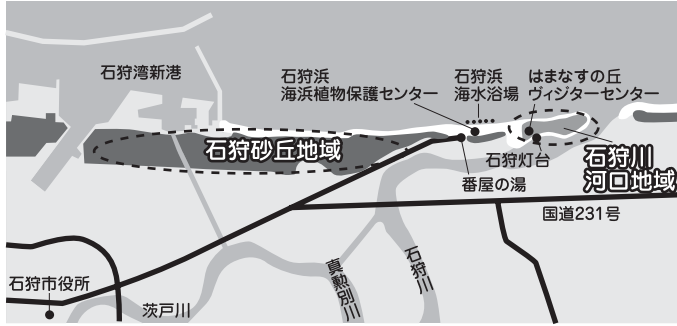 石狩湾新港
石狩浜
海浜植物保護センター
石狩浜
海水浴場
はまなすの丘
ヴィジターセンター
石狩砂丘地域
石狩灯台
石狩川
河口地域
番屋の湯
国道231号
石狩市役所
茨戸川
真勲別川
石狩川